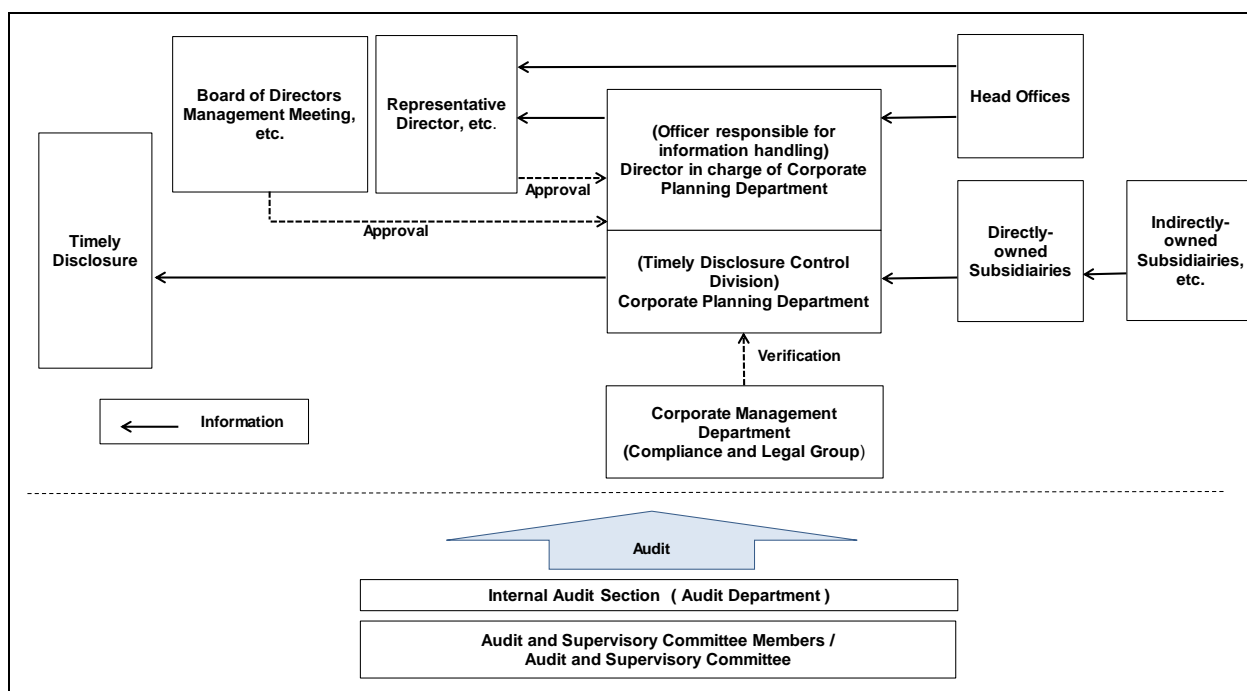 Board of Directors
Management Meeting,
etc.
Representative
Director, etc.
Head Offices
(Officer responsible for
information handling)
Director in charge of Corporate
Planning Department
Approval
Approval
Timely
Disclosure
(Timely Disclosure Control
Division)
Corporate Planning Department
Directly-
owned
Subsidiairies
Indirectly-
owned
Subsidiairies,
etc.
Verification
Information
Corporate Management
Department
(Compliance and Legal Group)
Audit
Internal Audit Section ( Audit Department )
Audit and Supervisory Committee Members /
Audit and Supervisory Committee